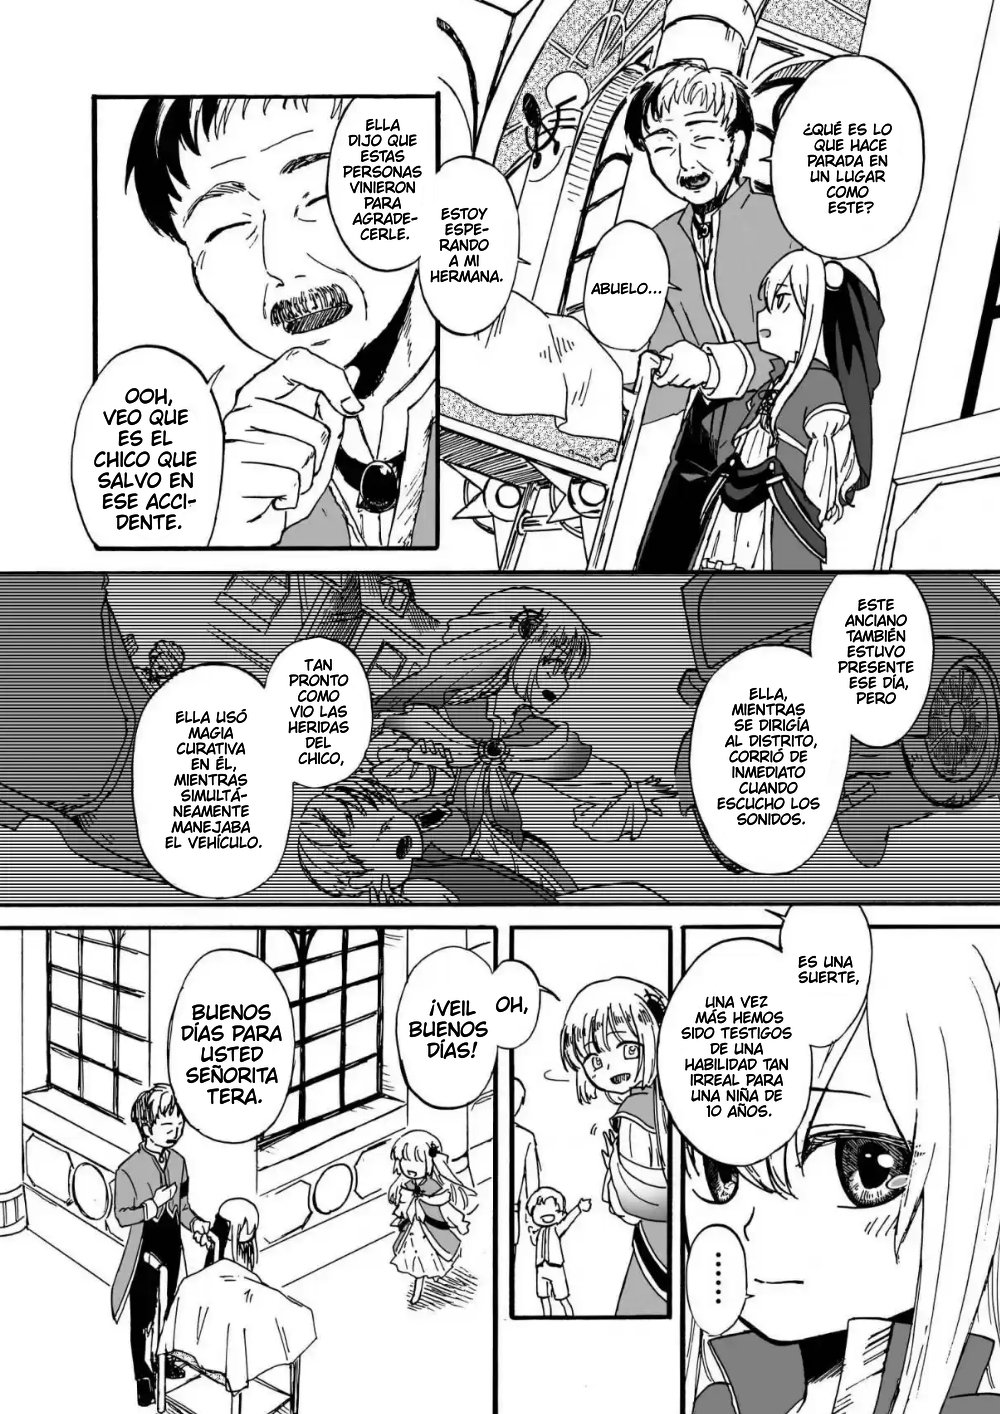 ¿QUÉ ES LO
QUE HACE
PARADA EN
UN LUGAR
COMO
ESTE?
ABUELO...
ESTOY
ESPE-
RANDO
A MI
HERMANA.
ELLA
DIJO QUE
ESTAS
PERSONAS
VINIERON
PARA
AGRADE-
CERLE.
OOH,
VEO QUE
ES EL
CHICO QUE
SALVO EN
ESE ACCI-
DENTE.
ESTE
ANCIANO
TAMBIÉN
ESTUVO
PRESENTE
ESE DÍA,
PERO
ELLA,
MIENTRAS
SE DIRIGÍA
AL DISTRITO,
CORRIÓ DE
INMEDIATO
CUANDO
ESCUCHO LOS
SONIDOS.
TAN
PRONTO
COMO
VIO LAS
HERIDAS
DEL
CHICO,
ELLA USÓ
MAGIA
CURATIVA
EN ÉL,
MIENTRAS
SIMULTÁ-
NEAMENTE
MANEJABA
EL VEHÍCULO.
ES UNA
SUERTE,
UNA VEZ
MÁS HEMOS
SIDO TESTIGOS
DE UNA
HABILIDAD TAN
IRREAL PARA
UNA NIÑA DE
10 AÑOS.
......
OH,
¡VEIL
BUENOS
DÍAS!
BUENOS
DÍAS PARA
USTED
SEÑORITA
TERA.